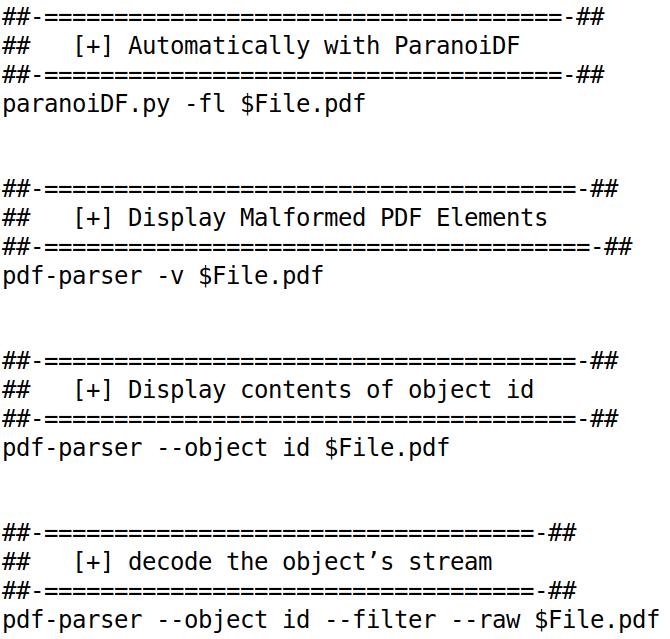 ##-=====================================-##
##   [+] Automatically with ParanoiDF
##-=====================================-##
paranoiDF.py -fl $File.pdf
##-======================================-##
##   [+] Display Malformed PDF Elements
##-=======================================-##
pdf-parser -v $File.pdf
##-======================================-##
##   [+] Display contents of object id
##-======================================-##
pdf-parser --object id $File.pdf
##-===================================-##
##   [+] decode the object’s stream
##-===================================-##
pdf-parser --object id --filter --raw $File.pdf